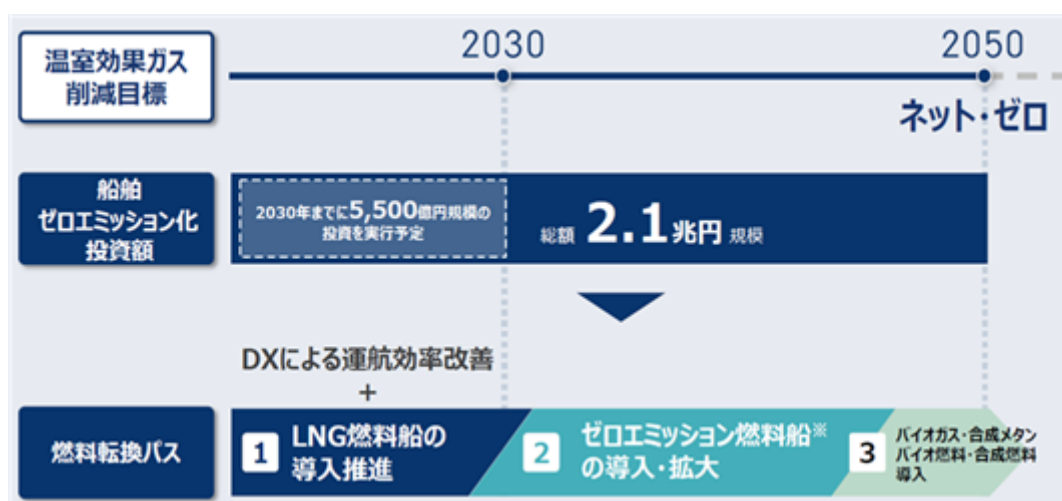 温室効果ガス
削減目標
2030
2050
ネット・ゼロ
船舶
ゼロエミッション化
投資額
2030年までに5,500億円規模の
投資を実行予定
総額 2.1兆円 規模
DXによる運航効率改善
+
燃料転換パス
1 LNG燃料船の
導入推進
2 ゼロエミッション燃料船※
の導入・拡大
3 バイオガス・合成メタン
バイオ燃料・合成燃料
導入